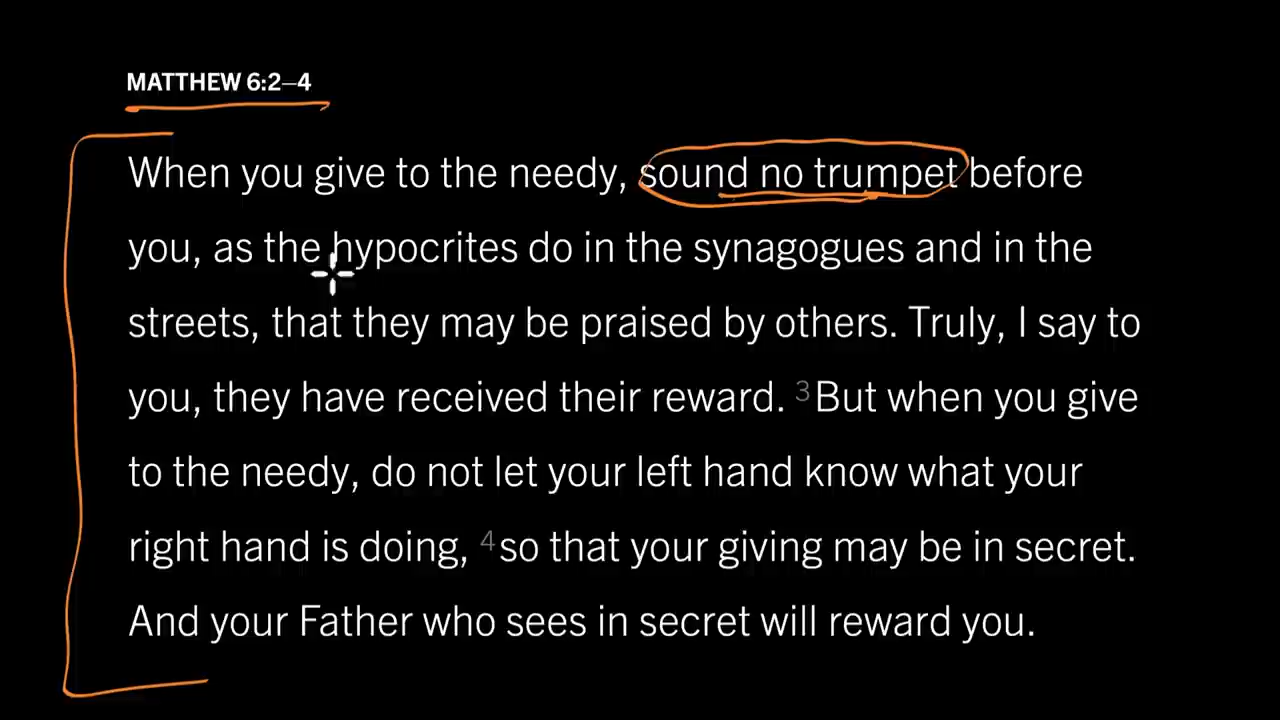 MATTHEW 6:2–4
When you give to the needy, sound no trumpet before
you, as the hypocrites do in the synagogues and in the
streets, that they may be praised by others. Truly, I say to
you, they have received their reward. 3 But when you give
to the needy, do not let your left hand know what your
right hand is doing, 4 so that your giving may be in secret.
And your Father who sees in secret will reward you.